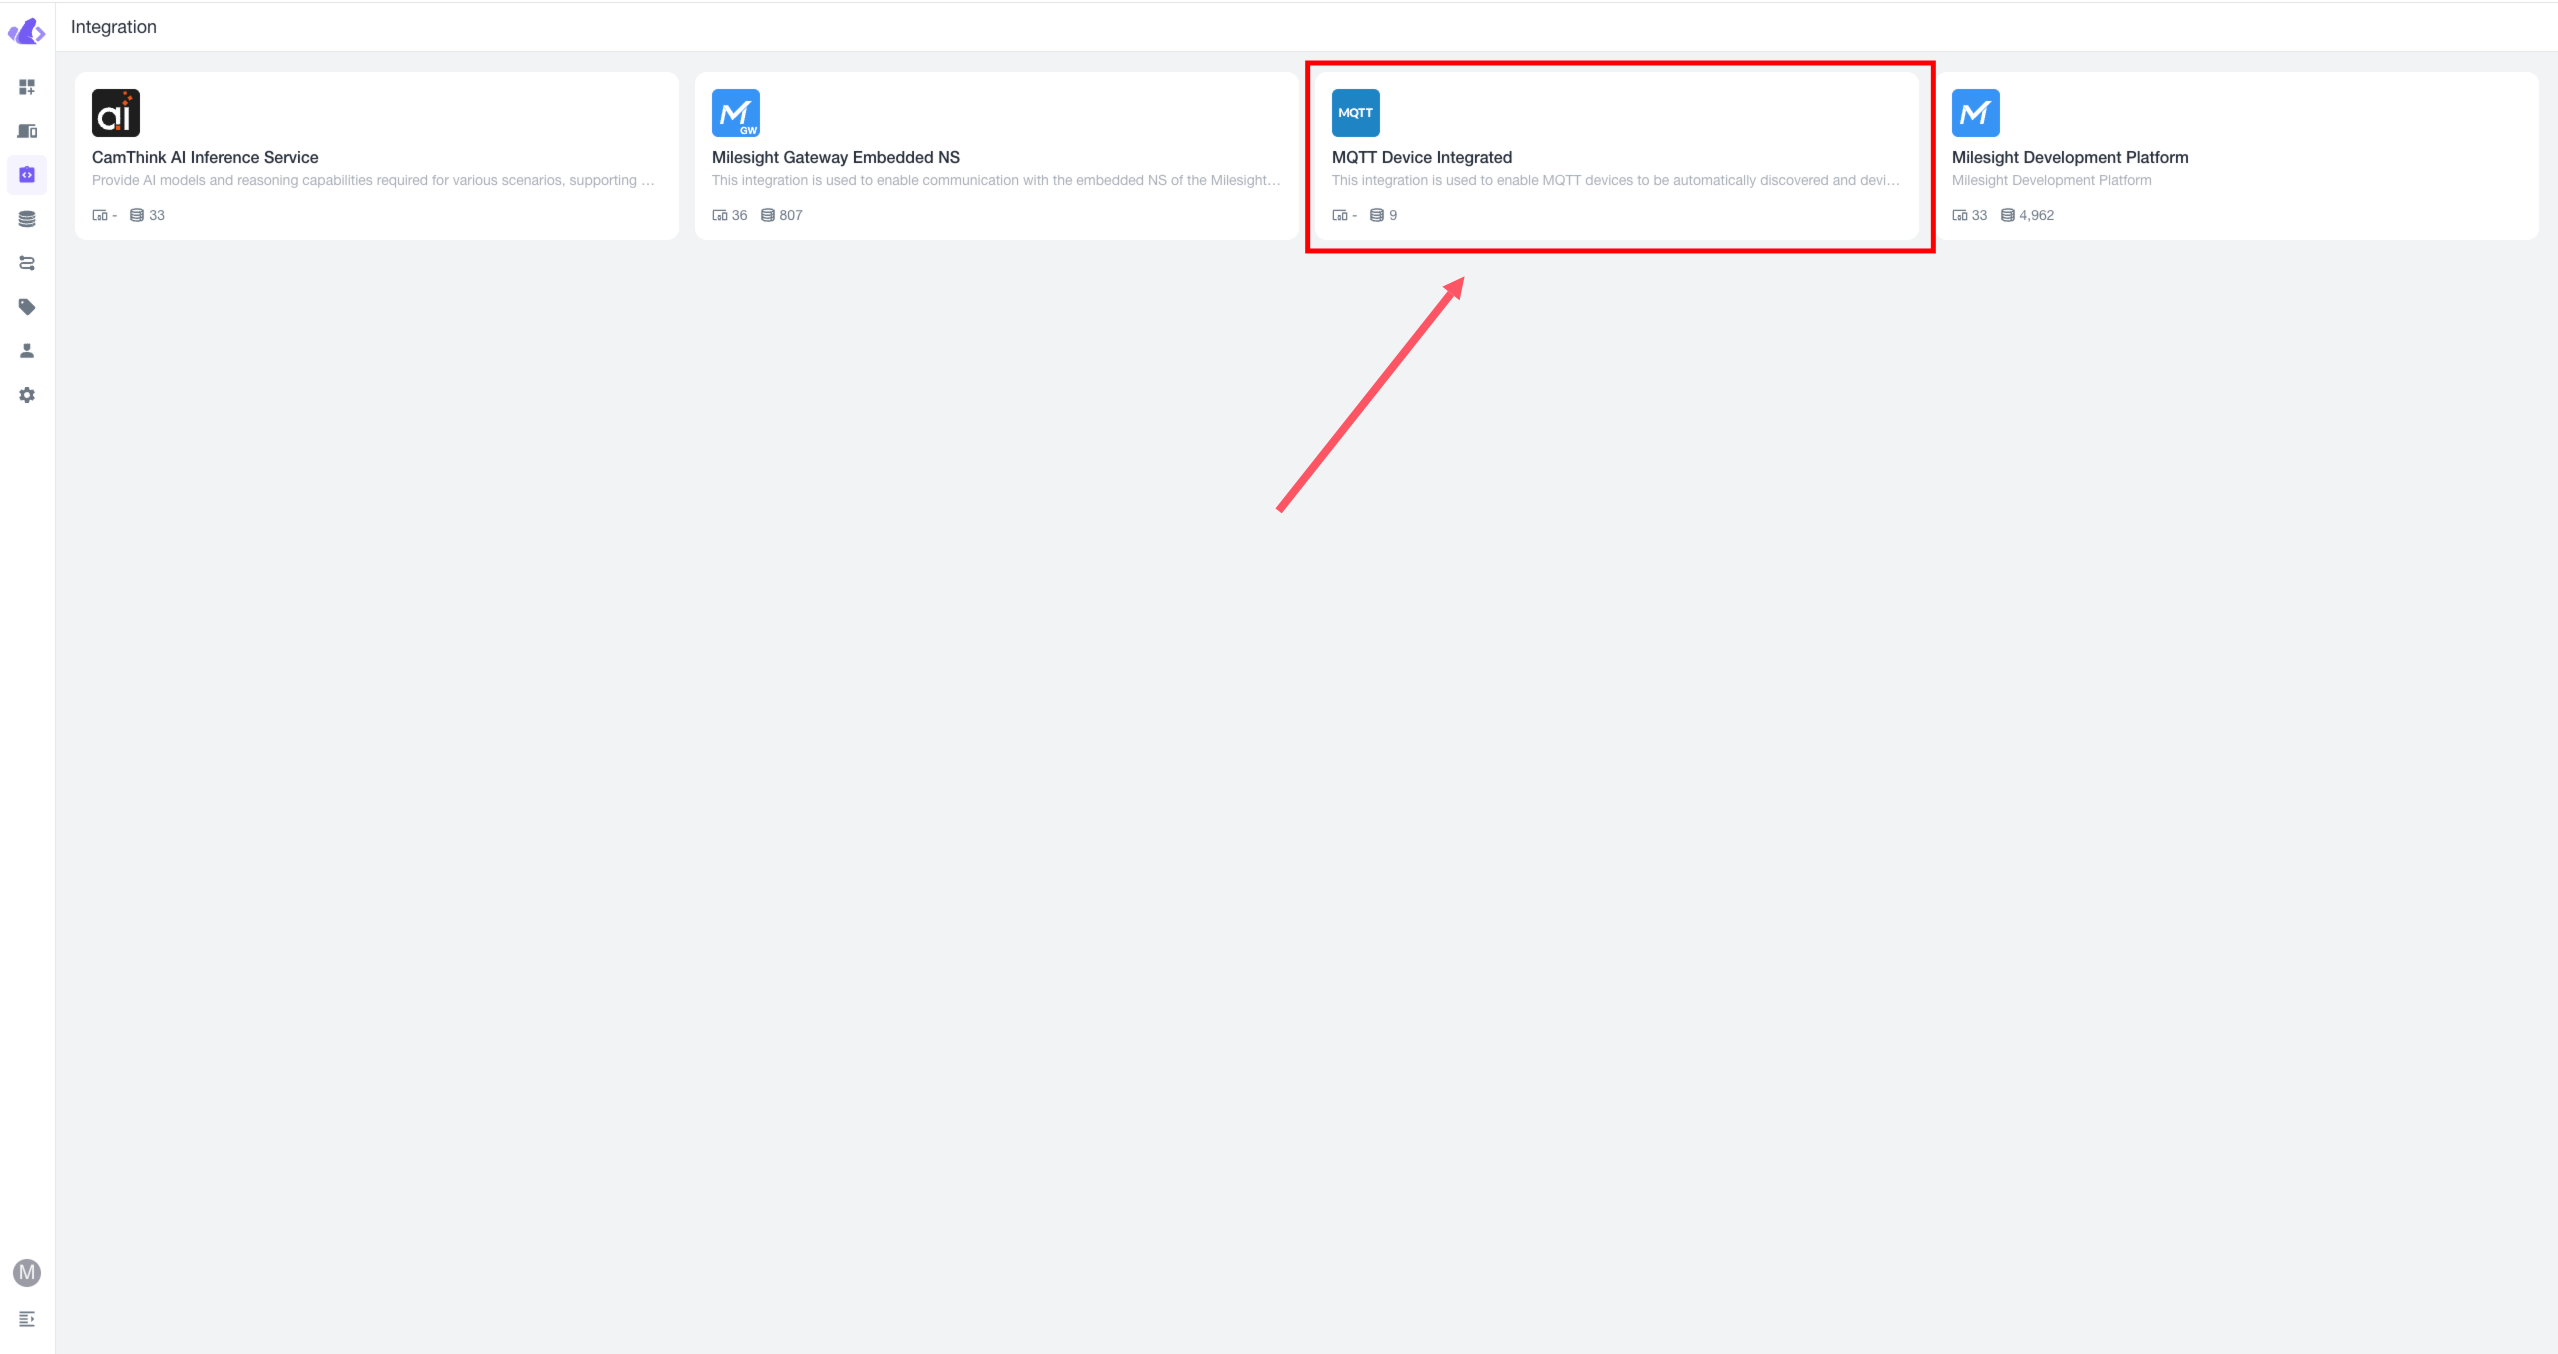 Integration
ai
CamThink AI Inference Service
Provide AI models and reasoning capabilities required for various scenarios, supporting ...
- 33
M GW
Milesight Gateway Embedded NS
This integration is used to enable communication with the embedded NS of the Milesight...
36 807
MQTT
MQTT Device Integrated
This integration is used to enable MQTT devices to be automatically discovered and devi...
- 9
M
Milesight Development Platform
Milesight Development Platform
33 4,962
M